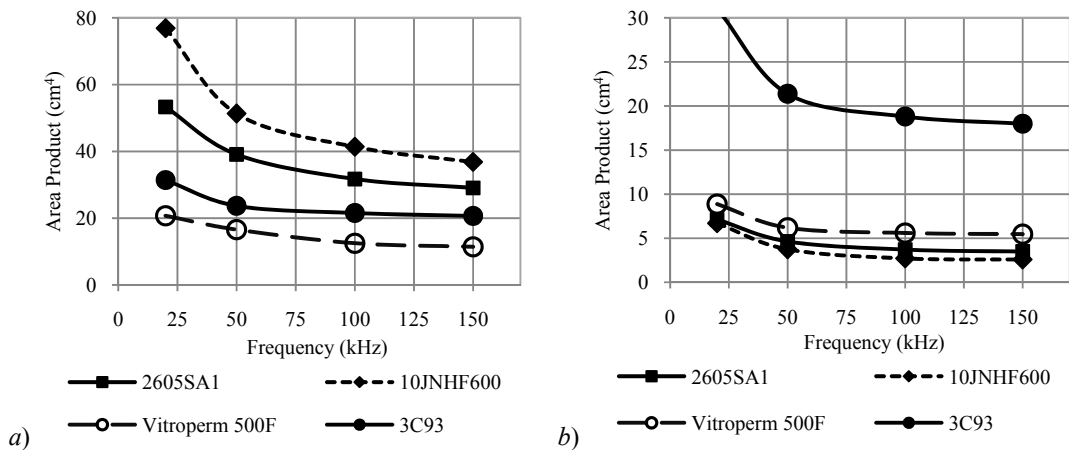 80
60
40
20
0
Area Product (cm⁴)
0 25 50 75 100 125 150
Frequency (kHz)
2605SA1 10JNHF600
Vitroperm 500F 3C93
a)
30
25
20
15
10
5
0
Area Product (cm⁴)
0 25 50 75 100 125 150
Frequency (kHz)
2605SA1 10JNHF600
Vitroperm 500F 3C93
b)